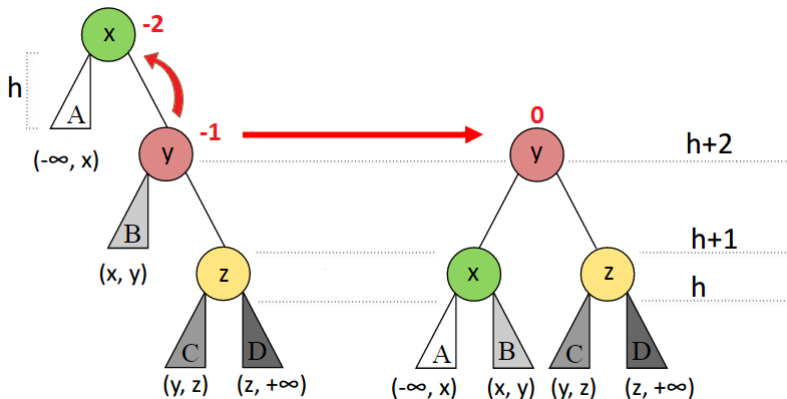 x -2
h
A
(-∞, x)
y -1
B
(x, y)
z
C D
(y, z) (z, +∞)
0
y
h+2
h+1
x z
h
A B C D
(-∞, x) (x, y) (y, z) (z, +∞)